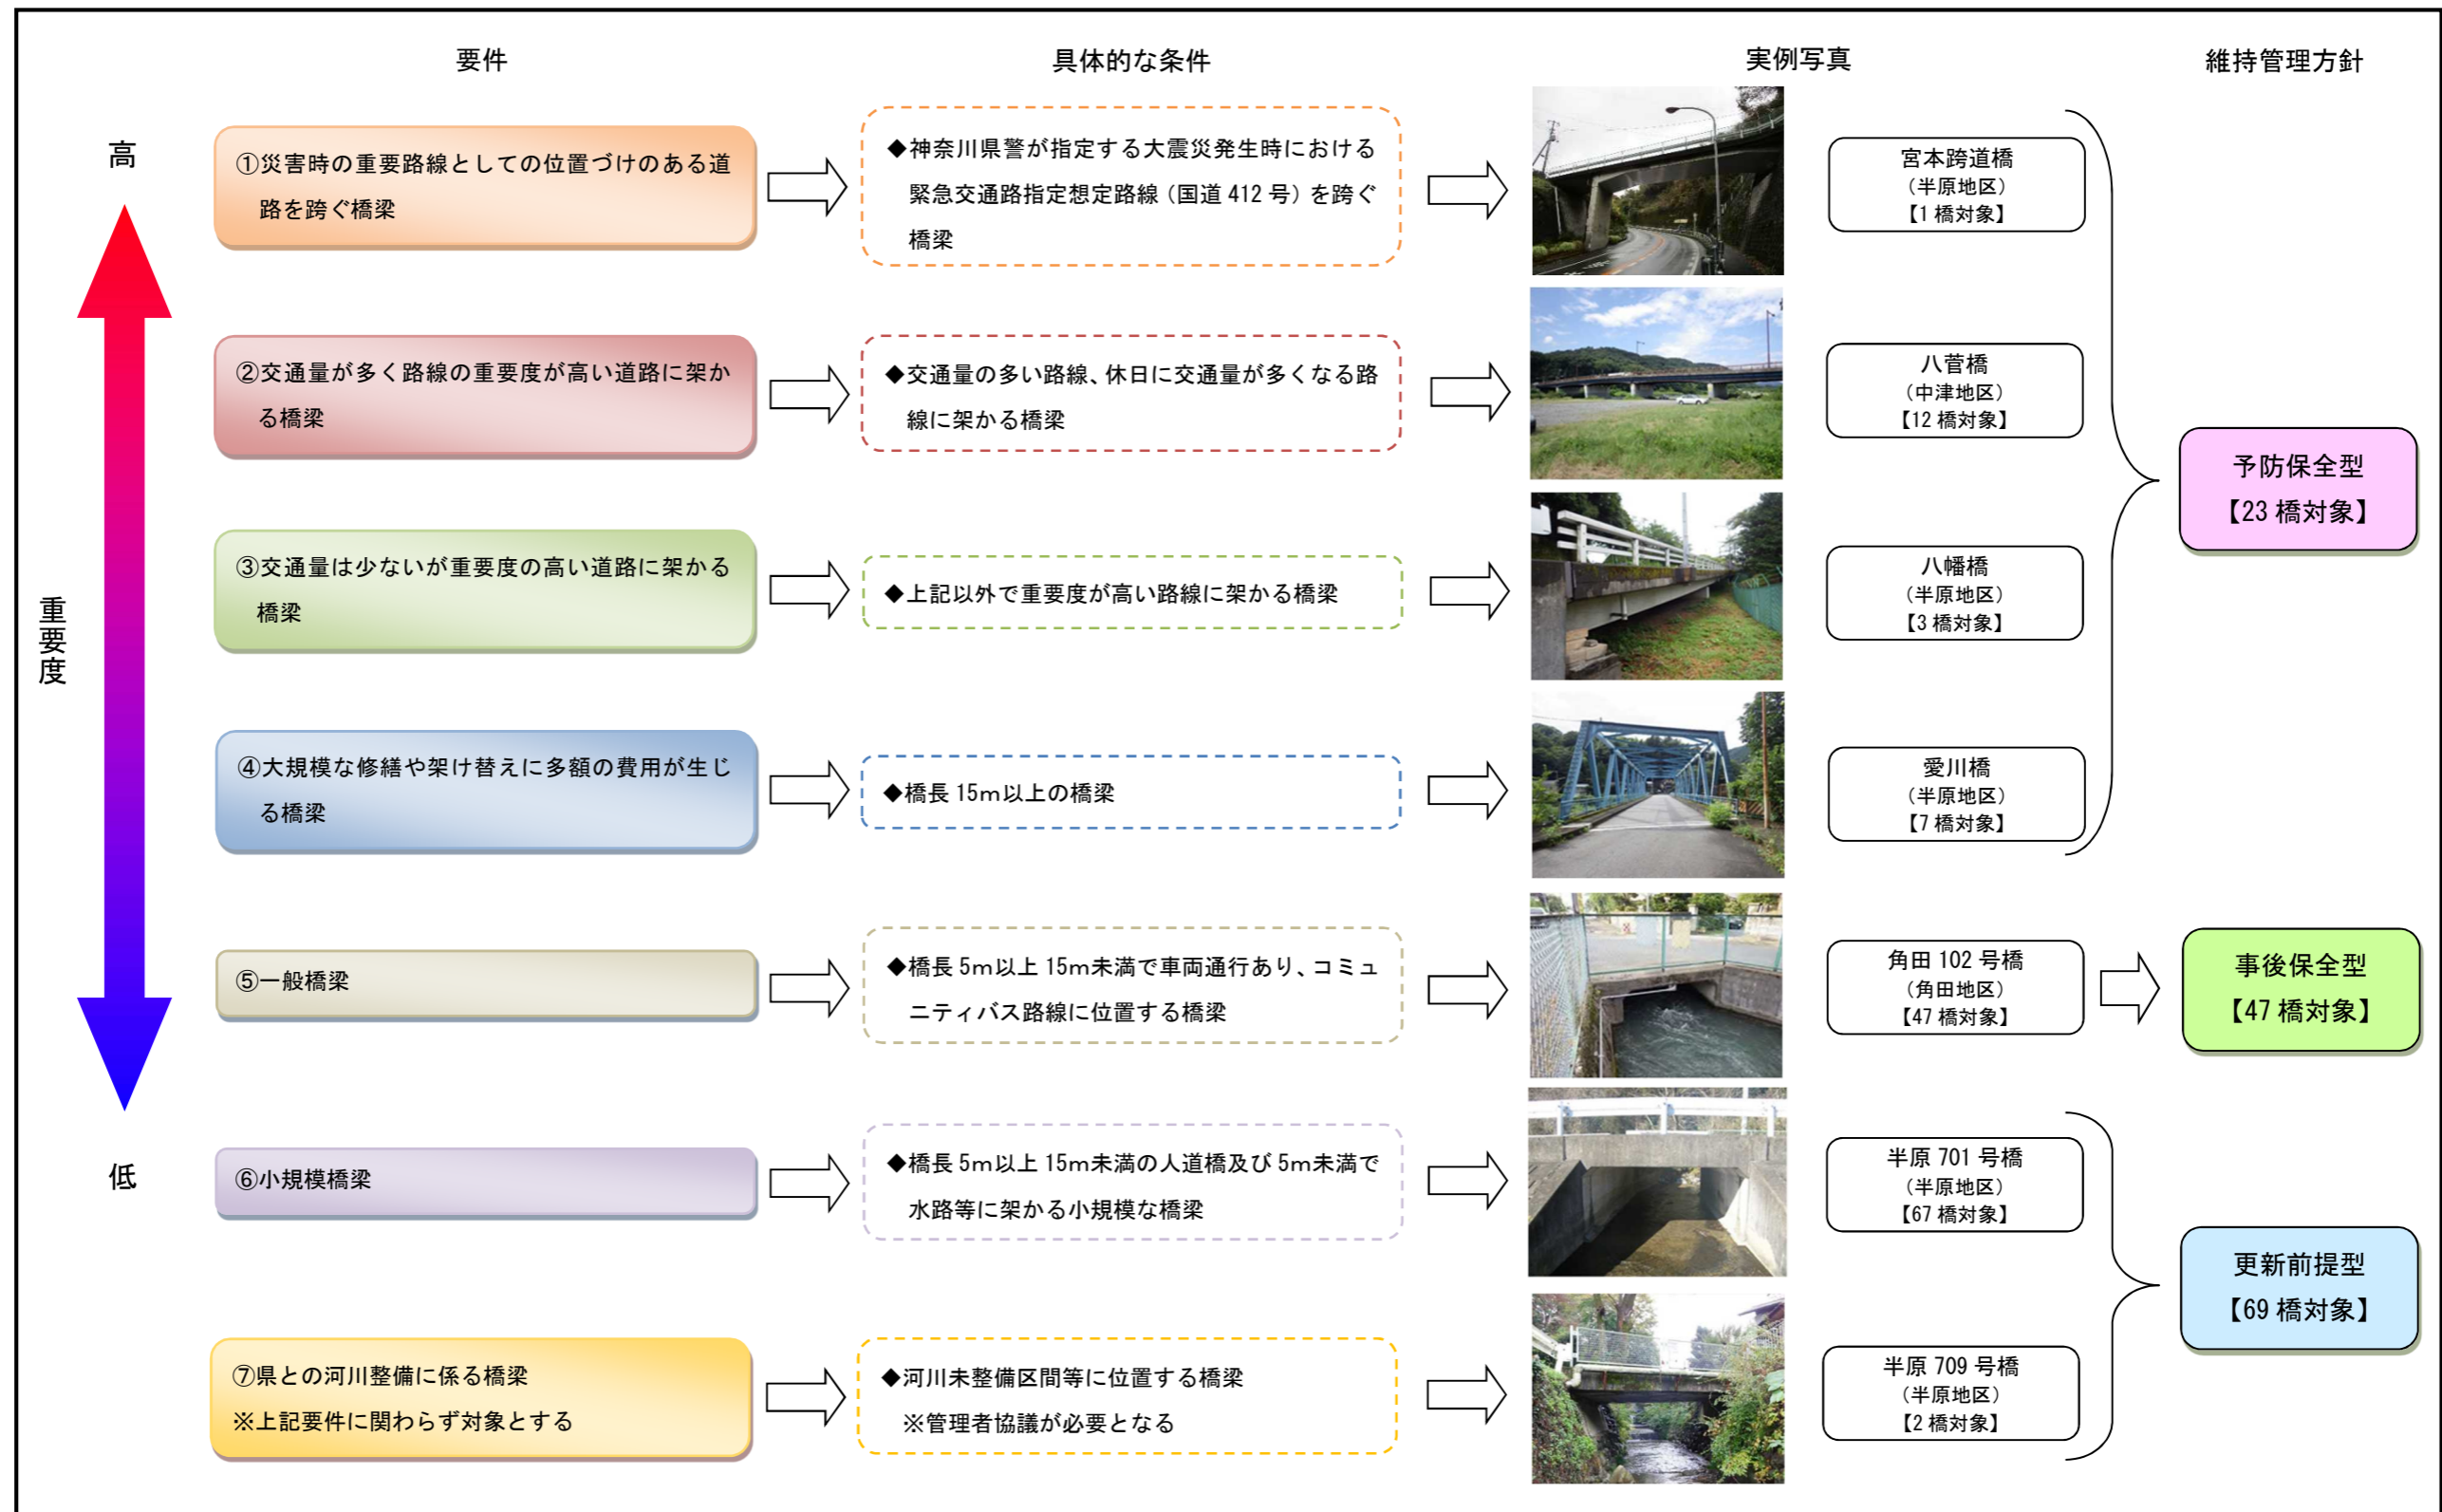 要件
具体的な条件
実例写真
維持管理方針
高
重要度
低
①災害時の重要路線としての位置づけのある道
路を跨ぐ橋梁
◆神奈川県警が指定する大震災発生時における
緊急交通路指定想定路線（国道412号）を跨ぐ
橋梁
宮本跨道橋
（半原地区）
【1橋対象】
②交通量が多く路線の重要度が高い道路に架か
る橋梁
◆交通量の多い路線、休日に交通量が多くなる路
線に架かる橋梁
八菅橋
（中津地区）
【12橋対象】
③交通量は少ないが重要度の高い道路に架かる
橋梁
◆上記以外で重要度が高い路線に架かる橋梁
八幡橋
（半原地区）
【3橋対象】
④大規模な修繕や架け替えに多額の費用が生じ
る橋梁
◆橋長15ｍ以上の橋梁
愛川橋
（半原地区）
【7橋対象】
予防保全型
【23橋対象】
⑤一般橋梁
◆橋長5ｍ以上15ｍ未満で車両通行あり、コミュ
ニティバス路線に位置する橋梁
角田102号橋
（角田地区）
【47橋対象】
事後保全型
【47橋対象】
⑥小規模橋梁
◆橋長5ｍ以上15ｍ未満の人道橋及び5ｍ未満で
水路等に架かる小規模な橋梁
半原701号橋
（半原地区）
【67橋対象】
⑦県との河川整備に係る橋梁
※上記要件に関わらず対象とする
◆河川未整備区間等に位置する橋梁
※管理者協議が必要となる
半原709号橋
（半原地区）
【2橋対象】
更新前提型
【69橋対象】